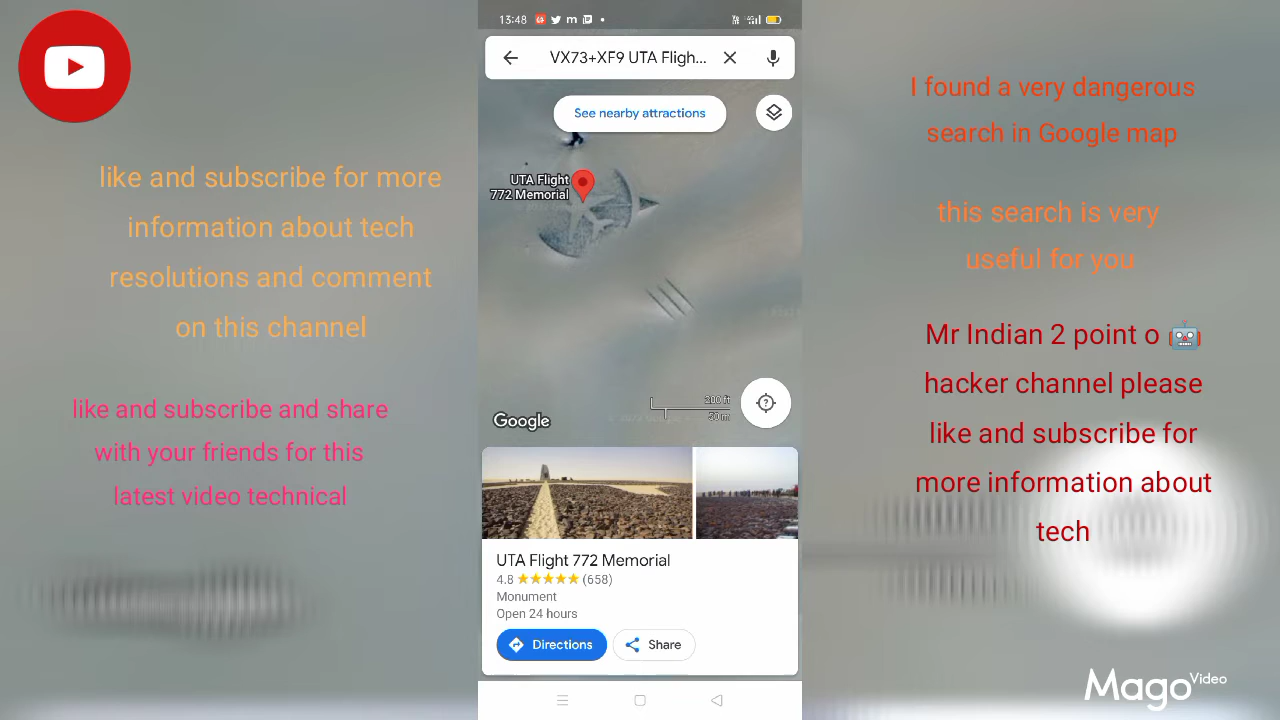 like and subscribe for more
information about tech
resolutions and comment
on this channel
like and subscribe and share
with your friends for this
latest video technical
13:48
VX73+XF9 UTA Fligh...
See nearby attractions
UTA Flight
772 Memorial
200 ft
50 m
Google
UTA Flight 772 Memorial
4.8 ★★★★★ (658)
Monument
Open 24 hours
Directions
Share
I found a very dangerous
search in Google map
this search is very
useful for you
Mr Indian 2 point o 🤖
hacker channel please
like and subscribe for
more information about
tech
Mago Video